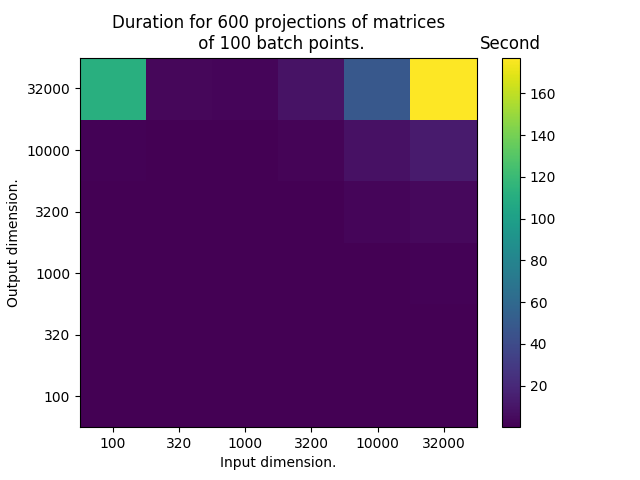 Duration for 600 projections of matrices
of 100 batch points.
Second
32000
10000
3200
1000
320
100
Output dimension.
100 320 1000 3200 10000 32000
Input dimension.
160
140
120
100
80
60
40
20